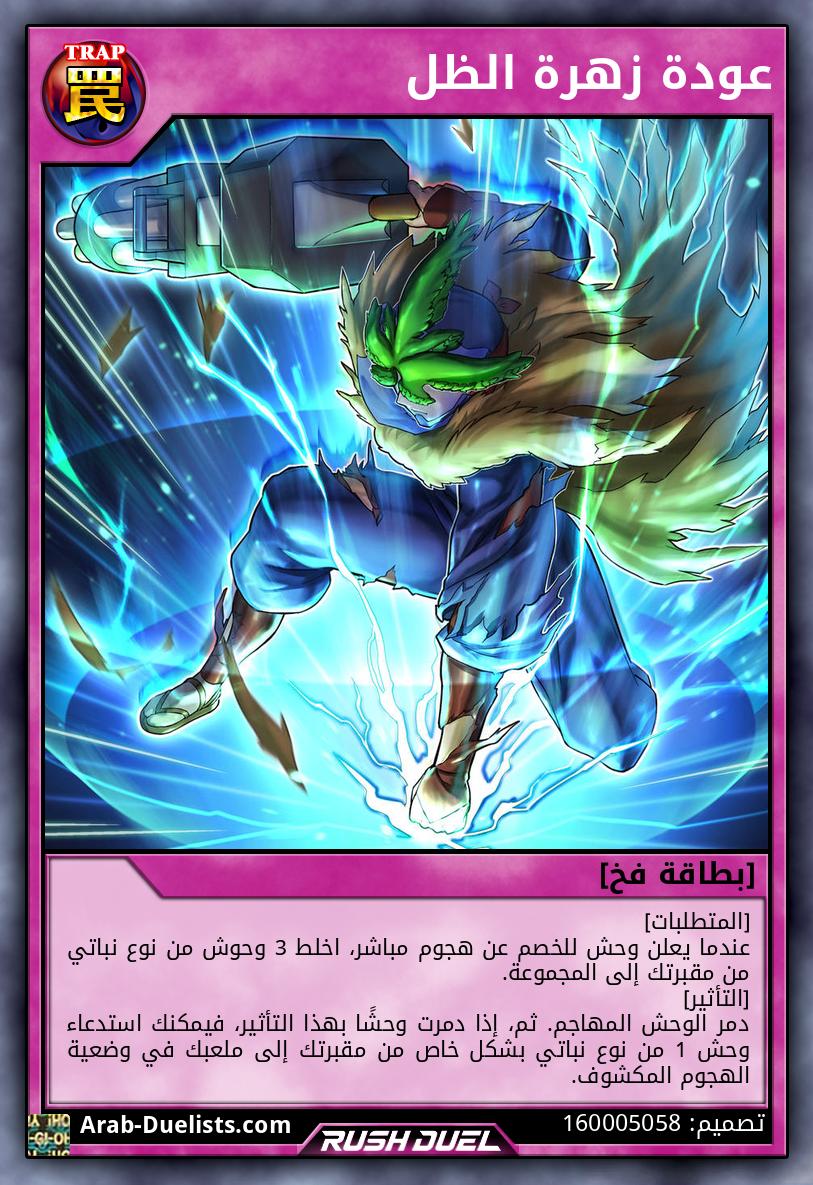 TRAP
罠
عودة زهرة الظل
[بطاقة فخ]
[المتطلبات]
عندما يعلن وحش للخصم عن هجوم مباشر، اخلط 3 وحوش من نوع نباتي
من مقبرتك إلى المجموعة.
[التأثير]
دمر الوحش المهاجم. ثم، إذا دمرت وحشًا بهذا التأثير، فيمكنك استدعاء
وحش 1 من نوع نباتي بشكل خاص من مقبرتك إلى ملعبك في وضعية
الهجوم المكشوف.
تصميم: 160005058
Arab-Duelists.com
RUSH DUEL